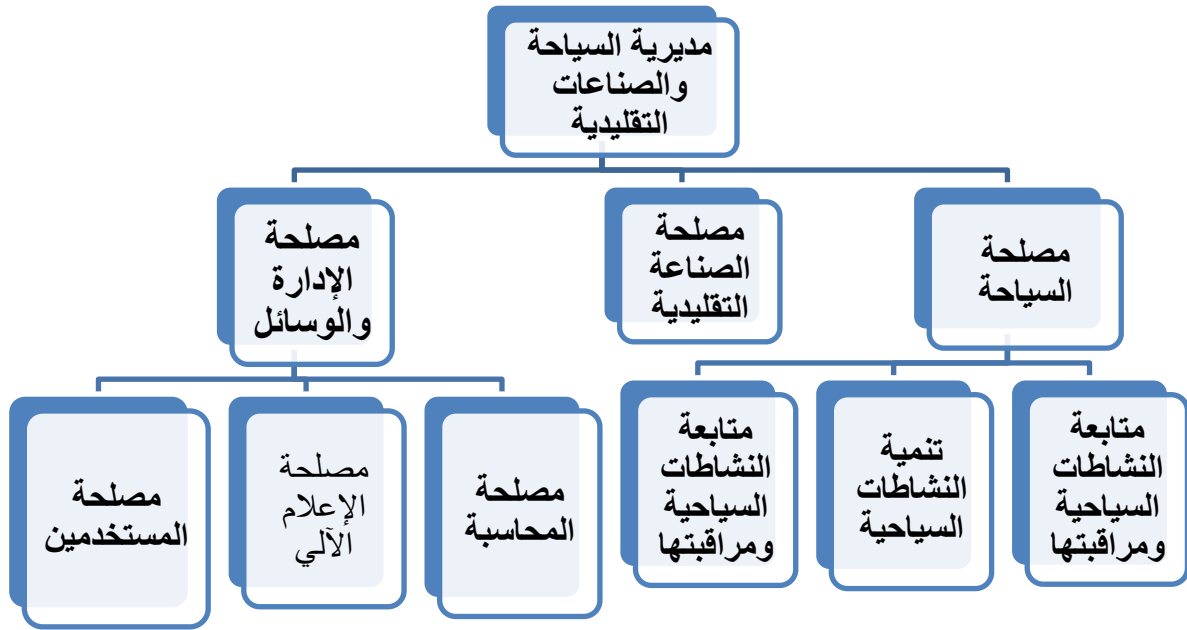 مديرية السياحة
والصناعات
التقليدية
مصلحة
السياحة
مصلحة
الصناعة
التقليدية
مصلحة
الإدارة
والوسائل
متابعة
النشاطات
السياحية
ومراقبتها
تنمية
النشاطات
السياحية
متابعة
النشاطات
السياحية
ومراقبتها
مصلحة
المحاسبة
مصلحة
الإعلام
الآلي
مصلحة
المستخدمين